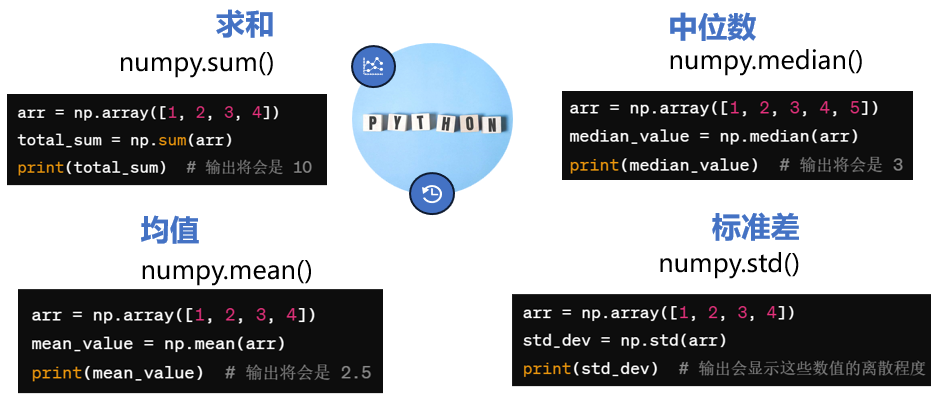 求和
numpy.sum()
arr = np.array([1, 2, 3, 4])
total_sum = np.sum(arr)
print(total_sum)  # 输出将会是 10
PYTHON
中位数
numpy.median()
arr = np.array([1, 2, 3, 4, 5])
median_value = np.median(arr)
print(median_value)  # 输出将会是 3
均值
numpy.mean()
arr = np.array([1, 2, 3, 4])
mean_value = np.mean(arr)
print(mean_value)  # 输出将会是 2.5
标准差
numpy.std()
arr = np.array([1, 2, 3, 4])
std_dev = np.std(arr)
print(std_dev)  # 输出会显示这些数值的离散程度